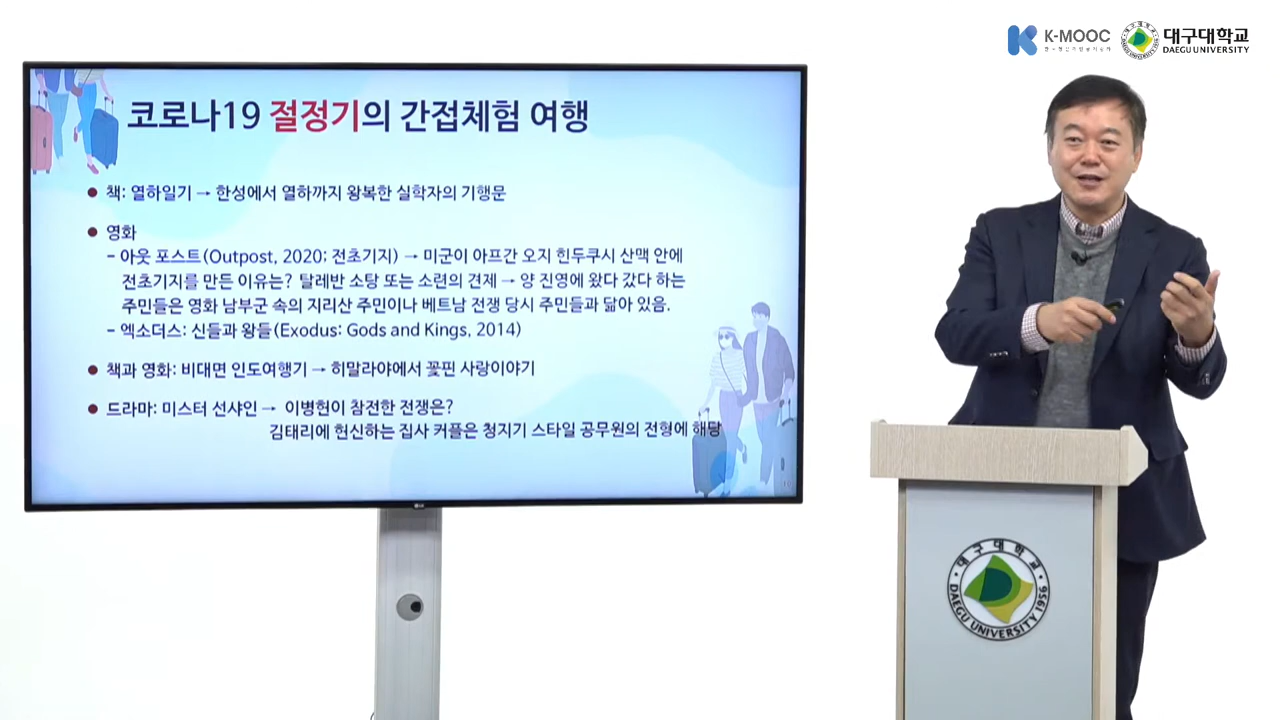 K-MOOC
대구대학교
DAEGU UNIVERSITY
코로나19 절정기의 간접체험 여행
● 책: 열하일기 → 한성에서 열하까지 왕복한 실학자의 기행문
● 영화
- 아웃 포스트(Outpost, 2020: 전초기지) → 미군이 아프간 오지 힌두쿠시 산맥 안에
전초기지를 만든 이유는? 탈레반 소탕 또는 소련의 견제 → 양 진영에 왔다 갔다 하는
주민들은 영화 남부군 속의 지리산 주민이나 베트남 전쟁 당시 주민들과 닮아 있음.
- 엑소더스: 신들과 왕들(Exodus: Gods and Kings, 2014)
● 책과 영화: 비대면 인도여행기 → 히말라야에서 꽃핀 사랑이야기
● 드라마: 미스터 선샤인 → 이병헌이 참전한 전쟁은?
김태리에 헌신하는 집사 커플은 청지기 스타일 공무원의 전형에 해당
LG
대구대학교
DAEGU UNIVERSITY 1956